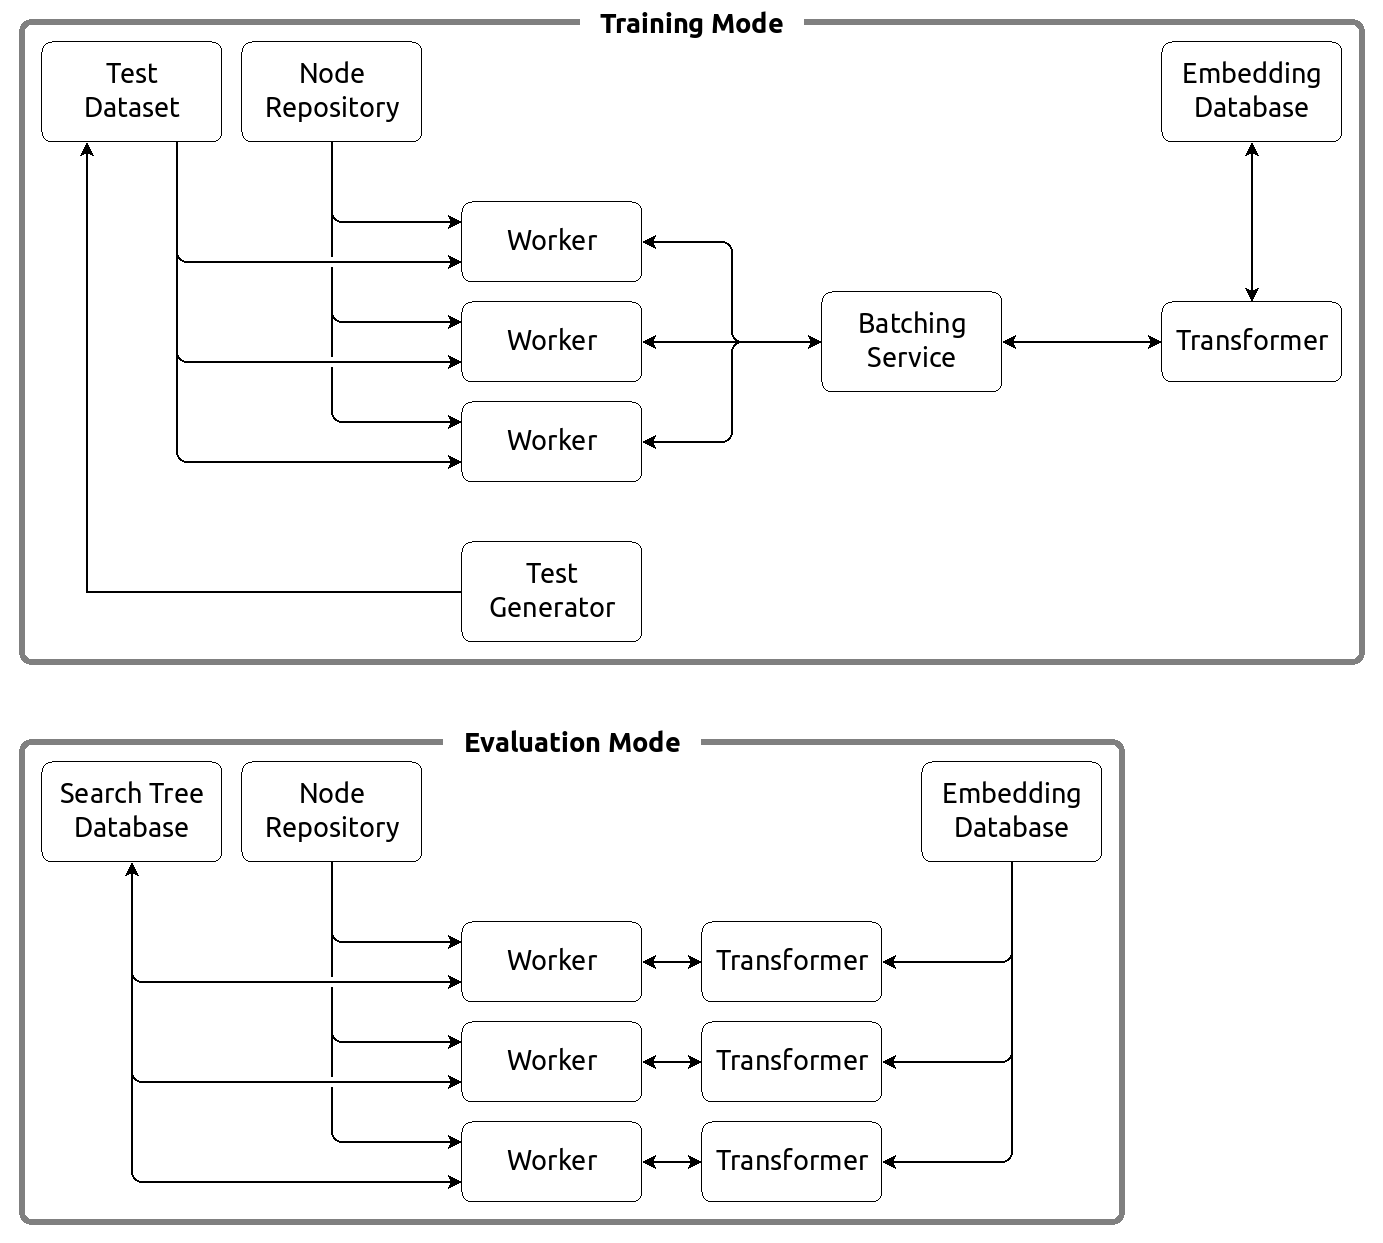 Training Mode
Test
Dataset
Node
Repository
Embedding
Database
Worker
Worker
Worker
Batching
Service
Transformer
Test
Generator
Evaluation Mode
Search Tree
Database
Node
Repository
Embedding
Database
Worker
Transformer
Worker
Transformer
Worker
Transformer